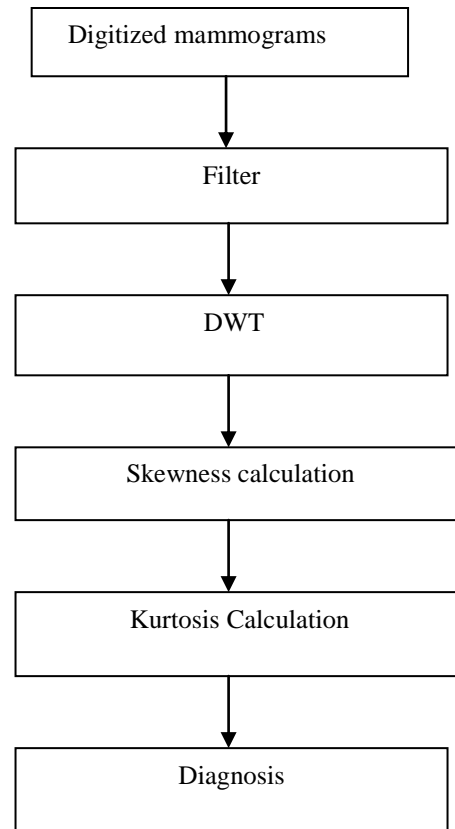 Digitized mammograms
Filter
DWT
Skewness calculation
Kurtosis Calculation
Diagnosis